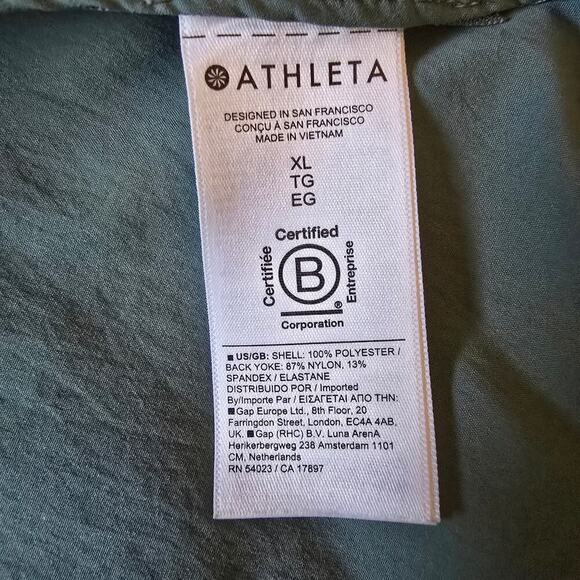 ATHLETA
DESIGNED IN SAN FRANCISCO
CONÇU À SAN FRANCISCO
MADE IN VIETNAM
XL
TG
EG
Certified
Certifiée
B
Entreprise
Corporation
US/GB: SHELL: 100% POLYESTER /
BACK YOKE: 87% NYLON, 13%
SPANDEX / ELASTANE
DISTRIBUIDO POR / Imported
By/Importe Par / ΕΙΣΑΓΕΤΑΙ ΑΠΟ ΤΗΝ:
Gap Europe Ltd., 8th Floor, 20
Farringdon Street, London, EC4A 4AB,
UK. ■ Gap (RHC) B.V. Luna ArenA
Herikerbergweg 238 Amsterdam 1101
CM, Netherlands
RN 54023 / CA 17897